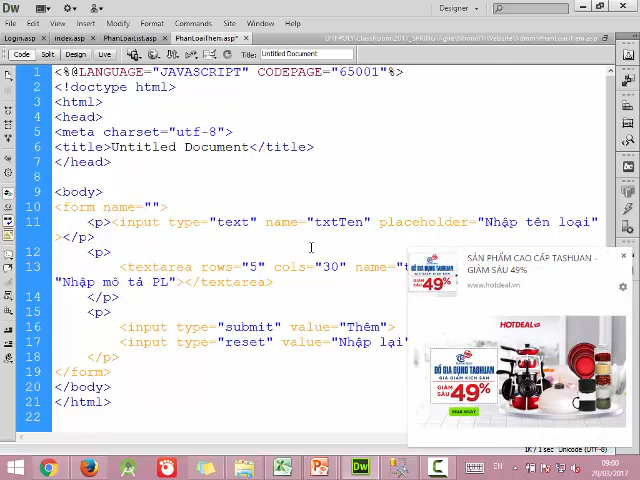 Dw
Designer
File Edit View Insert Modify Format Commands Site Window Help
Login.asp × index.asp × PhanLoaiList.asp × PhanLoaiThem.asp* ×
Code Split Design Live Title: Untitled Document
1 <%@LANGUAGE="JAVASCRIPT" CODEPAGE="65001"%>
2 <!doctype html>
3 <html>
4 <head>
5 <meta charset="utf-8">
6 <title>Untitled Document</title>
7 </head>
8
9 <body>
10 <form name="">
11 <p><input type="text" name="txtTen" placeholder="Nhập tên loại"
></p>
12 <p>
13 <textarea rows="5" cols="30" name="t
"Nhập mô tả PL"></textarea>
14 </p>
15 <p>
16 <input type="submit" value="Thêm">
17 <input type="reset" value="Nhập lại"
18 </p>
19 </form>
20 </body>
21 </html>
22
SẢN PHẨM CAO CẤP TASHUAN -
GIẢM SÂU 49%
www.hotdeal.vn
49%
HOTDEAL
ĐỒ GIA DỤNG TASHUAN
GIẢM
SÂU 49%
MUA NGAY
1K / 1 sec Unicode (UTF-8)
EN
09:00
29/03/2017